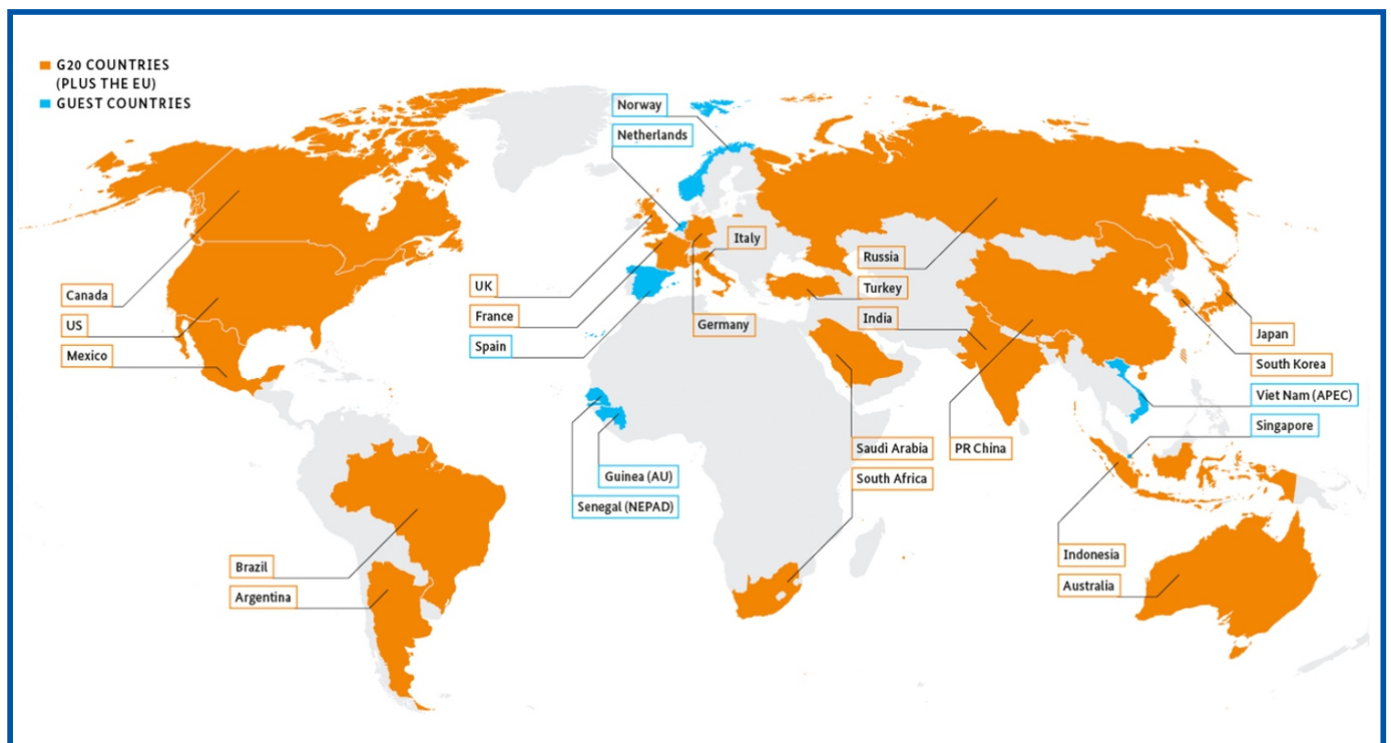 G20 COUNTRIES
(PLUS THE EU)
GUEST COUNTRIES
Norway
Netherlands
Italy
Russia
Canada
UK
Turkey
US
France
India
Germany
Japan
Mexico
Spain
South Korea
Viet Nam (APEC)
Singapore
Saudi Arabia
PR China
Guinea (AU)
South Africa
Senegal (NEPAD)
Indonesia
Brazil
Australia
Argentina